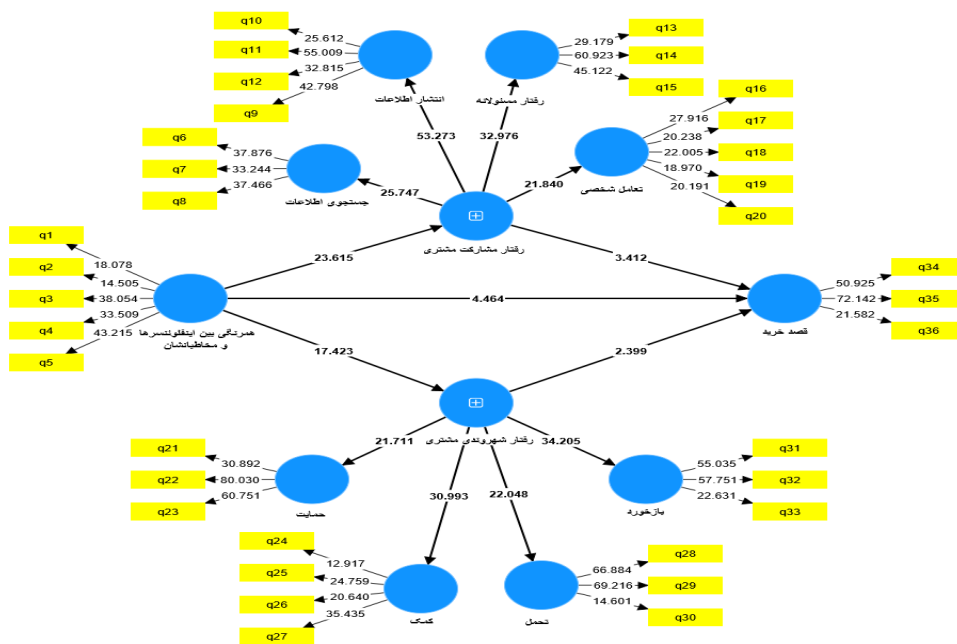 q10
q11
q12
q9
25.612
55.009
32.815
42.798
انتشار اطلاعات
q13
q14
q15
29.179
60.923
45.122
رفتار مسئولانه
q16
q17
q18
q19
q20
27.916
20.238
22.005
18.970
20.191
تعامل شخصی
q6
q7
q8
37.876
33.244
37.466
جستجوی اطلاعات
53.273
32.976
25.747
21.840
رفتار مشارکت مشتری
q1
q2
q3
q4
q5
18.078
14.505
38.054
33.509
43.215
همرنگی بین اینفلوئنسرها
و مخاطبانشان
23.615
4.464
17.423
3.412
2.399
q34
q35
q36
50.925
72.142
21.582
قصد خرید
رفتار شهروندی مشتری
21.711
30.993
22.048
34.205
q21
q22
q23
30.892
80.030
60.751
حمایت
q31
q32
q33
55.035
57.751
22.631
بازخورد
q24
q25
q26
q27
12.917
24.759
20.640
35.435
کمک
q28
q29
q30
66.884
69.216
14.601
تحمل